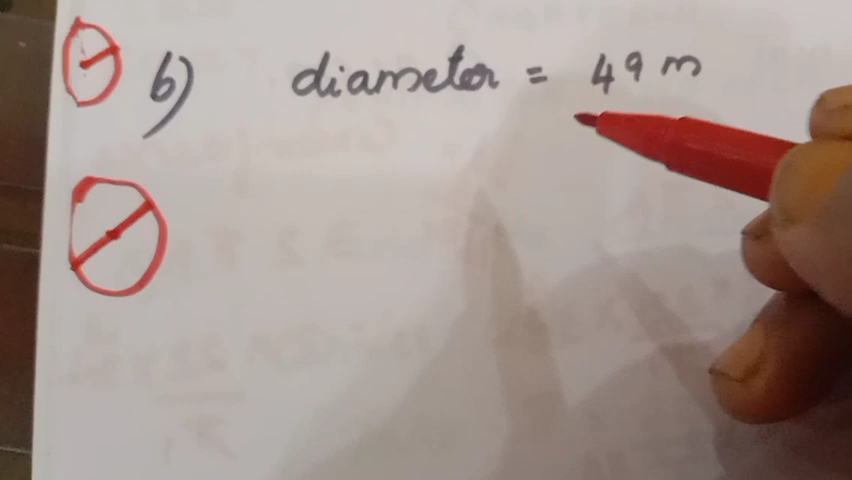 b) diameter = 49 m